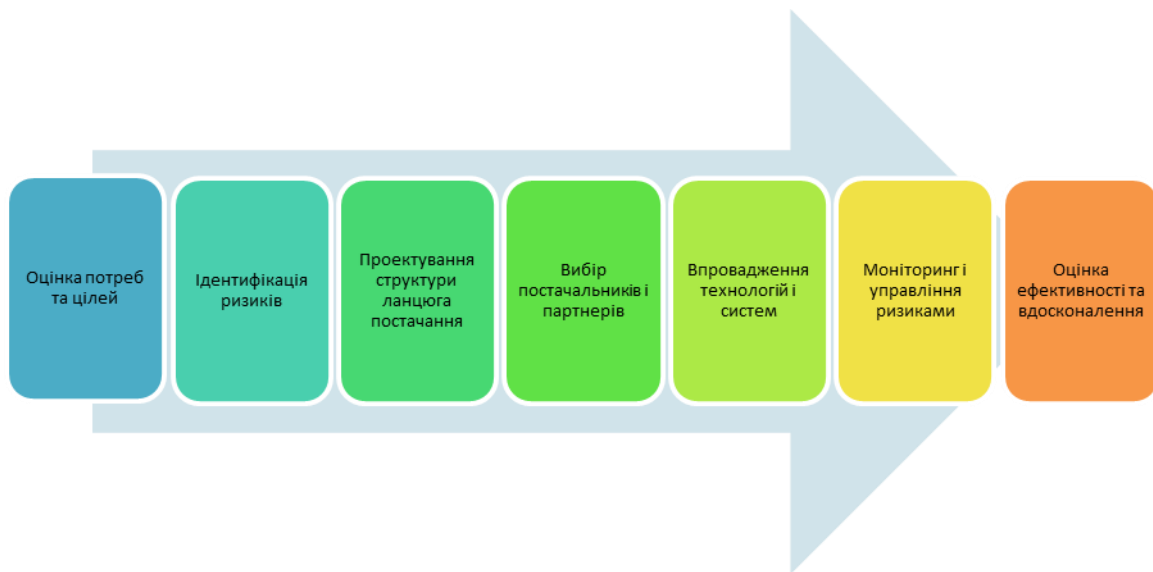 Оцінка потреб
та цілей
Ідентифікація
ризиків
Проектування
структури
ланцюга
постачання
Вибір
постачальників і
партнерів
Впровадження
технологій і
систем
Моніторинг і
управління
ризиками
Оцінка
ефективності та
вдосконалення